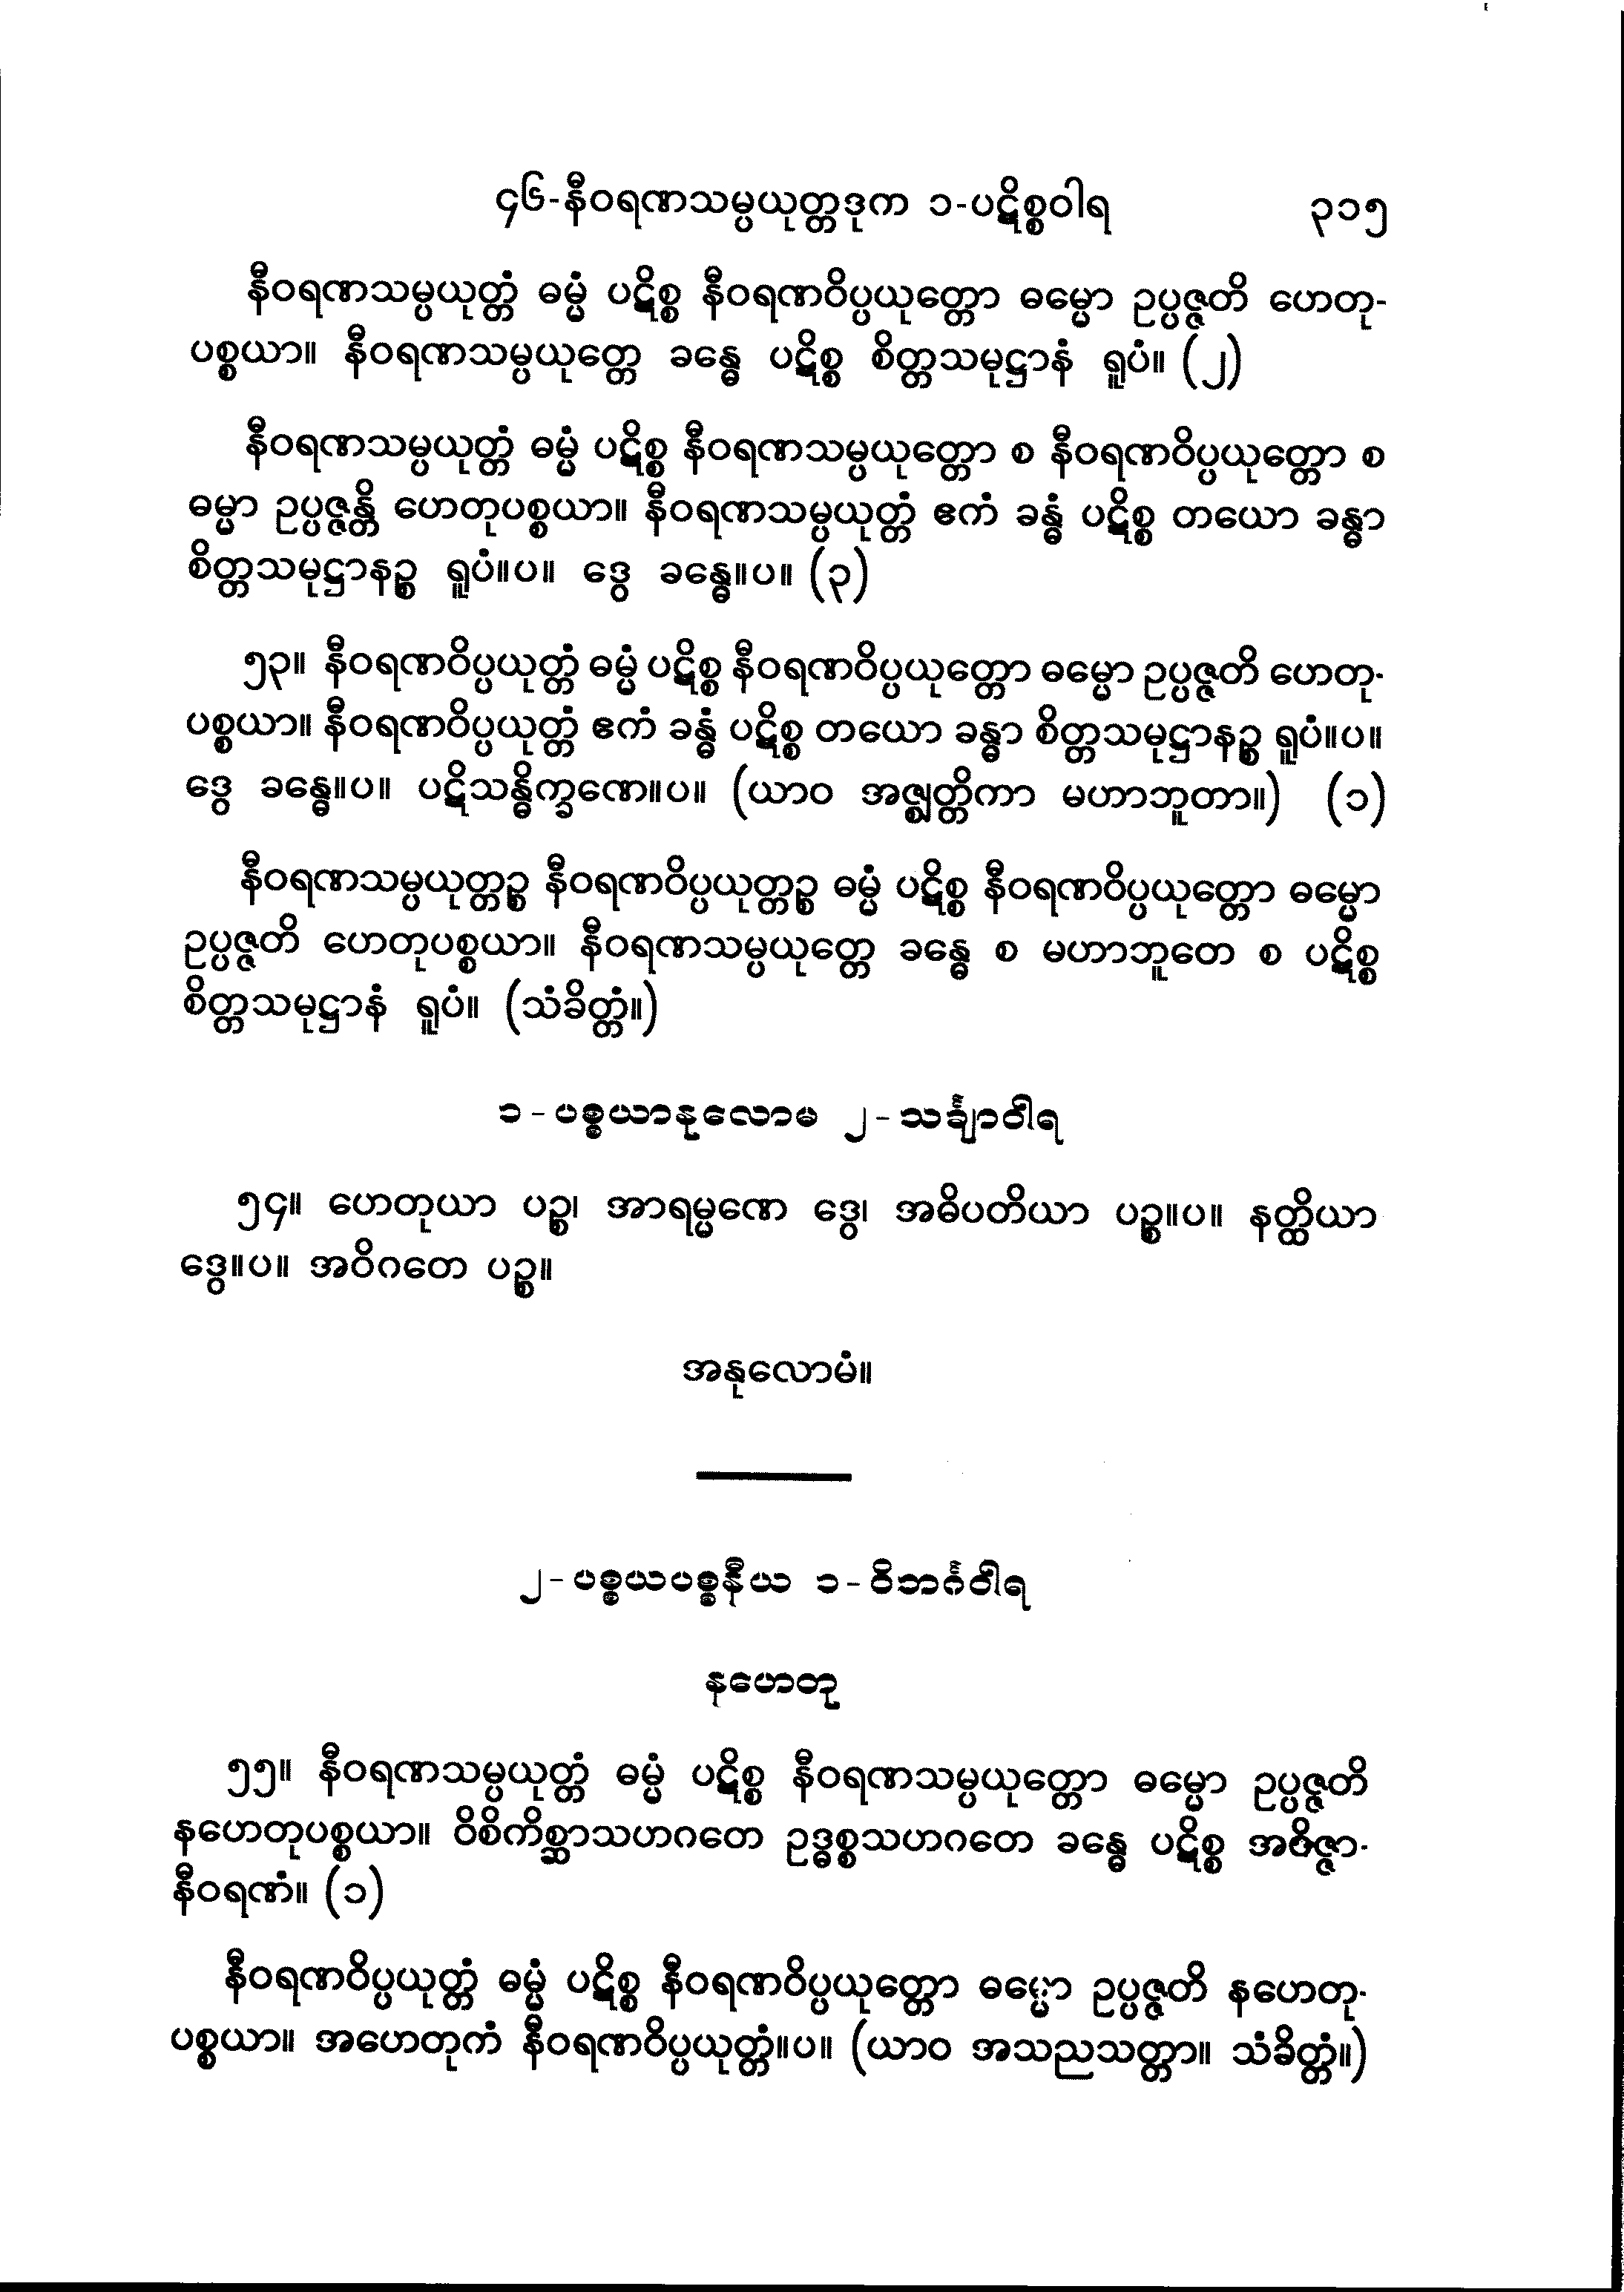 ၄၆-နီဝရဏသမ္ပယုတ္တဒုက ၁-ပဋိစ္စဝါရ ၃၁၅
နီဝရဏသမ္ပယုတ္တံ ဓမ္မံ ပဋိစ္စ နီဝရဏဝိပ္ပယုတ္တော ဓမ္မော ဥပ္ပဇ္ဇတိ ဟေတု-
ပစ္စယာ။ နီဝရဏသမ္ပယုတ္တေ ခန္ဓေ ပဋိစ္စ စိတ္တသမုဋ္ဌာနံ ရူပံ။ (၂)
နီဝရဏသမ္ပယုတ္တံ ဓမ္မံ ပဋိစ္စ နီဝရဏသမ္ပယုတ္တော စ နီဝရဏဝိပ္ပယုတ္တော စ
ဓမ္မာ ဥပ္ပဇ္ဇန္တိ ဟေတုပစ္စယာ။ နီဝရဏသမ္ပယုတ္တံ ဧကံ ခန္ဓံ ပဋိစ္စ တယော ခန္ဓာ
စိတ္တသမုဋ္ဌာနဉ္စ ရူပံ။ပ။ ဒွေ ခန္ဓေ။ပ။ (၃)
၅၃။ နီဝရဏဝိပ္ပယုတ္တံ ဓမ္မံ ပဋိစ္စ နီဝရဏဝိပ္ပယုတ္တော ဓမ္မော ဥပ္ပဇ္ဇတိ ဟေတု-
ပစ္စယာ။ နီဝရဏဝိပ္ပယုတ္တံ ဧကံ ခန္ဓံ ပဋိစ္စ တယော ခန္ဓာ စိတ္တသမုဋ္ဌာနဉ္စ ရူပံ။ပ။
ဒွေ ခန္ဓေ။ပ။ ပဋိသန္ဓိက္ခဏေ။ပ။ (ယာဝ အဇ္ဈတ္တိကာ မဟာဘူတာ။) (၁)
နီဝရဏသမ္ပယုတ္တဉ္စ နီဝရဏဝိပ္ပယုတ္တဉ္စ ဓမ္မံ ပဋိစ္စ နီဝရဏဝိပ္ပယုတ္တော ဓမ္မော
ဥပ္ပဇ္ဇတိ ဟေတုပစ္စယာ။ နီဝရဏသမ္ပယုတ္တေ ခန္ဓေ စ မဟာဘူတေ စ ပဋိစ္စ
စိတ္တသမုဋ္ဌာနံ ရူပံ။ (သံခိတ္တံ။)
၁-ပစ္စယာနုလောမ ၂-သင်္ချာဝါရ
၅၄။ ဟေတုယာ ပဉ္စ၊ အာရမ္မဏေ ဒွေ၊ အဓိပတိယာ ပဉ္စ။ပ။ နတ္ထိယာ
ဒွေ။ပ။ အဝိဂတေ ပဉ္စ။
အနုလောမံ။
၂-ပစ္စယပစ္စနီယ ၁-ဝိဘင်္ဂဝါရ
နဟေတု
၅၅။ နီဝရဏသမ္ပယုတ္တံ ဓမ္မံ ပဋိစ္စ နီဝရဏသမ္ပယုတ္တော ဓမ္မော ဥပ္ပဇ္ဇတိ
နဟေတုပစ္စယာ။ ဝိစိကိစ္ဆာသဟဂတေ ဥဒ္ဓစ္စသဟဂတေ ခန္ဓေ ပဋိစ္စ အဝိဇ္ဇာ-
နီဝရဏံ။ (၁)
နီဝရဏဝိပ္ပယုတ္တံ ဓမ္မံ ပဋိစ္စ နီဝရဏဝိပ္ပယုတ္တော ဓမ္မော ဥပ္ပဇ္ဇတိ နဟေတု-
ပစ္စယာ။ အဟေတုကံ နီဝရဏဝိပ္ပယုတ္တံ။ပ။ (ယာဝ အသညသတ္တာ။ သံခိတ္တံ။)